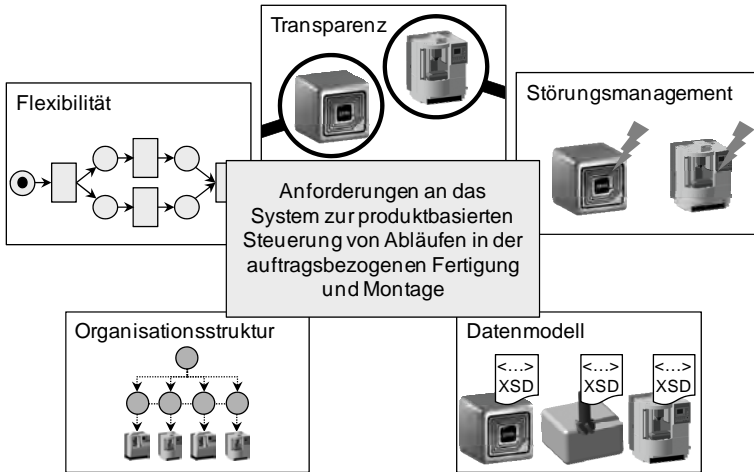 Transparenz
Flexibilität
Störungsmanagement
Anforderungen an das
System zur produktbasierten
Steuerung von Abläufen in der
auftragsbezogenen Fertigung
und Montage
Organisationsstruktur
Datenmodell
<...>
XSD
<...>
XSD
<...>
XSD